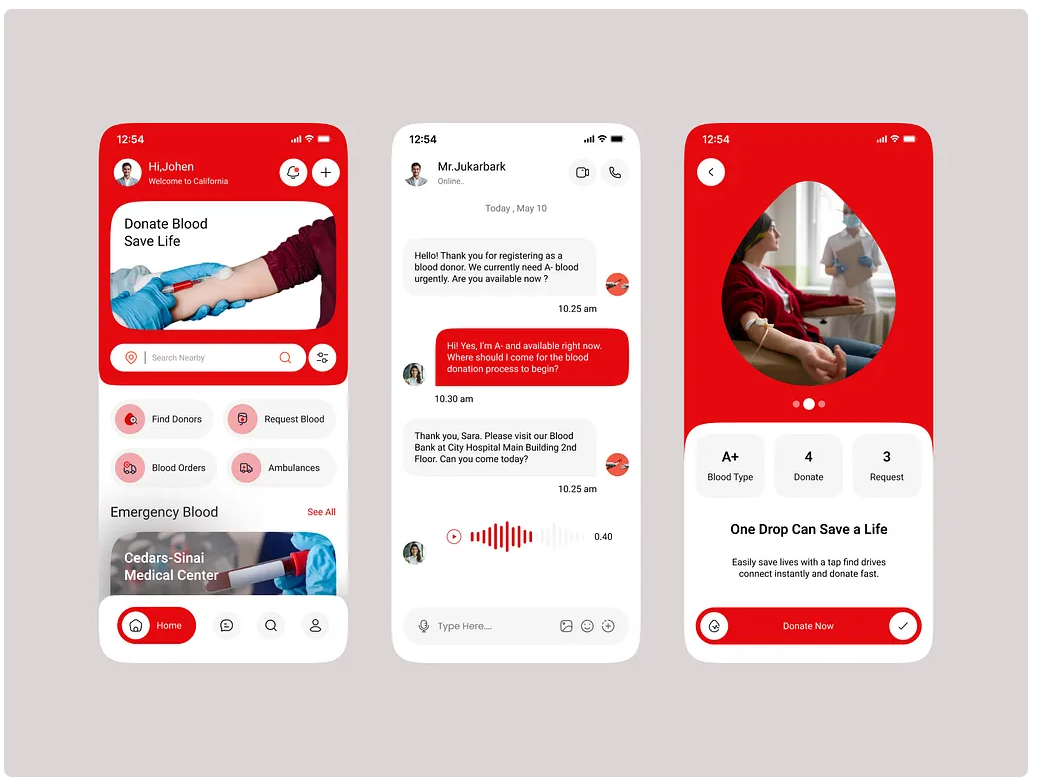 12:54
Hi,Johen
Welcome to California
Donate Blood
Save Life
Search Nearby
Find Donors
Request Blood
Blood Orders
Ambulances
Emergency Blood
See All
Cedars-Sinai
Medical Center
Home
12:54
Mr.Jukarbark
Online..
Today , May 10
Hello! Thank you for registering as a
blood donor. We currently need A- blood
urgently. Are you available now ?
10.25 am
Hi! Yes, I'm A- and available right now.
Where should I come for the blood
donation process to begin?
10.30 am
Thank you, Sara. Please visit our Blood
Bank at City Hospital Main Building 2nd
Floor. Can you come today?
10.25 am
0.40
Type Here....
12:54
A+
Blood Type
4
Donate
3
Request
One Drop Can Save a Life
Easily save lives with a tap find drives
connect instantly and donate fast.
Donate Now